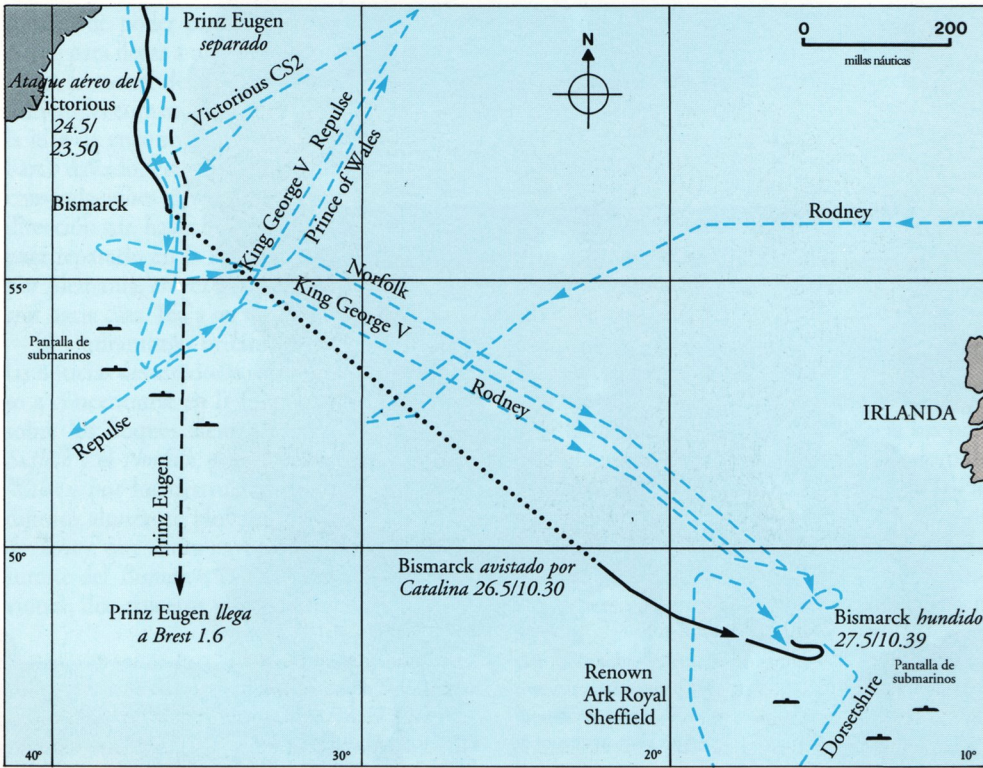 Prinz Eugen
separado
N
0 200
millas náuticas
Ataque aéreo del
Victorious
24.5/
23.50
Victorious CS2
Repulse
King George V
Prince of Wales
Bismarck
Rodney
Norfolk
King George V
55°
Pantalla de
submarinos
Rodney
IRLANDA
Repulse
Prinz Eugen
50°
Bismarck avistado por
Catalina 26.5/10.30
Prinz Eugen llega
a Brest 1.6
Bismarck hundido
27.5/10.39
Renown
Ark Royal
Sheffield
Pantalla de
submarinos
Dorsetshire
40° 30° 20° 10°